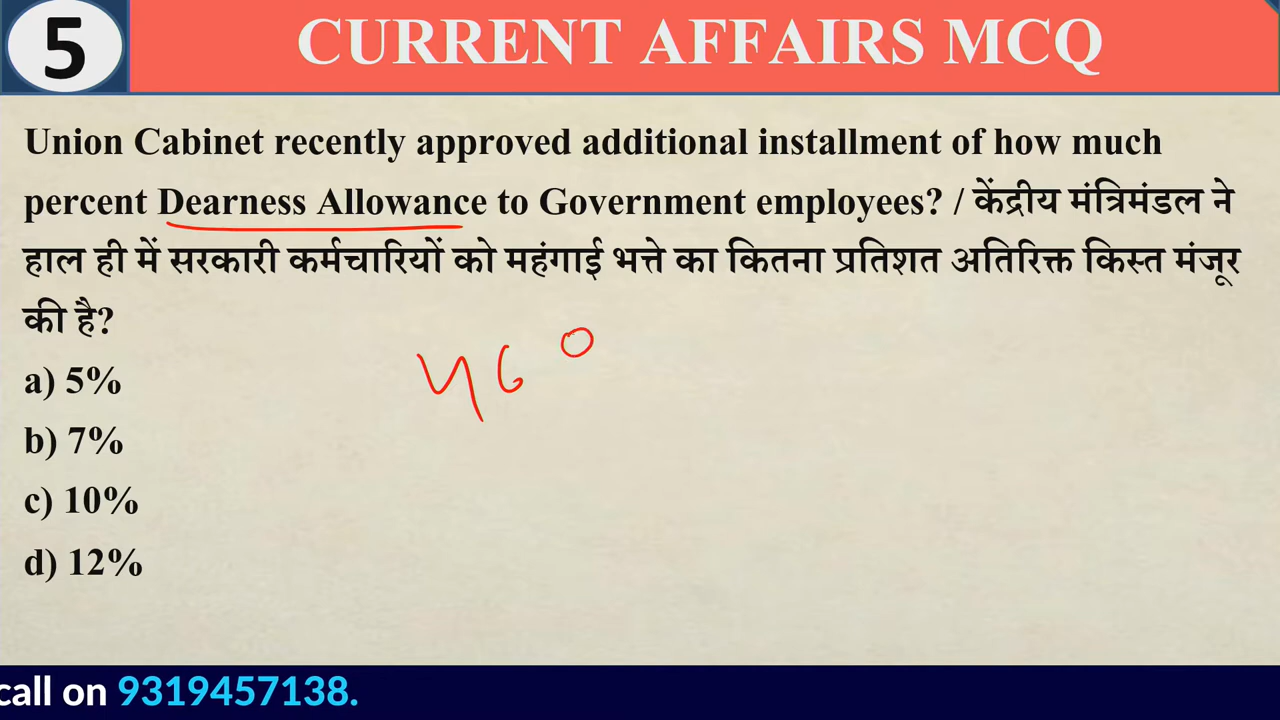 5
CURRENT AFFAIRS MCQ
Union Cabinet recently approved additional installment of how much
percent Dearness Allowance to Government employees? / केंद्रीय मंत्रिमंडल ने
हाल ही में सरकारी कर्मचारियों को महंगाई भत्ते का कितना प्रतिशत अतिरिक्त किस्त मंजूर
की है?
46 0
a) 5%
b) 7%
c) 10%
d) 12%
call on 9319457138.